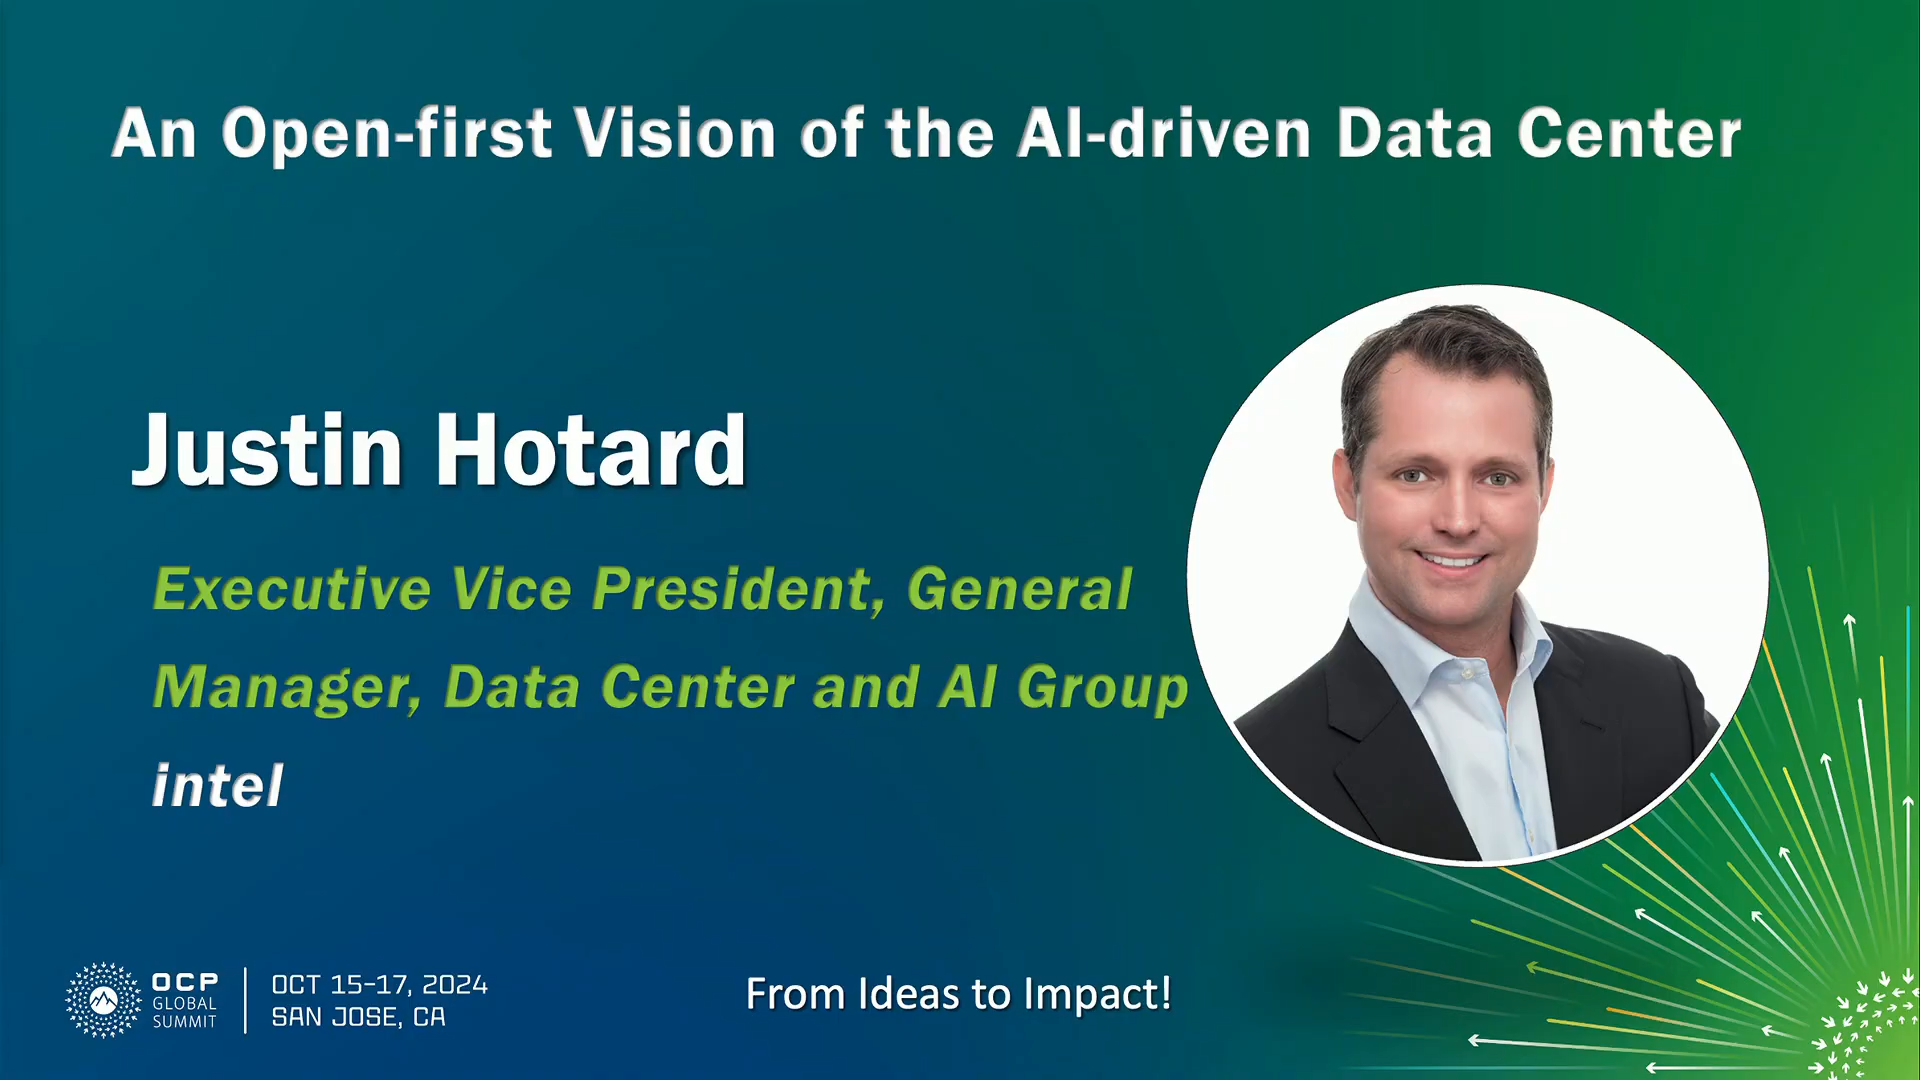 An Open-first Vision of the AI-driven Data Center
Justin Hotard
Executive Vice President, General
Manager, Data Center and AI Group
intel
OCP
GLOBAL
SUMMIT
OCT 15-17, 2024
SAN JOSE, CA
From Ideas to Impact!